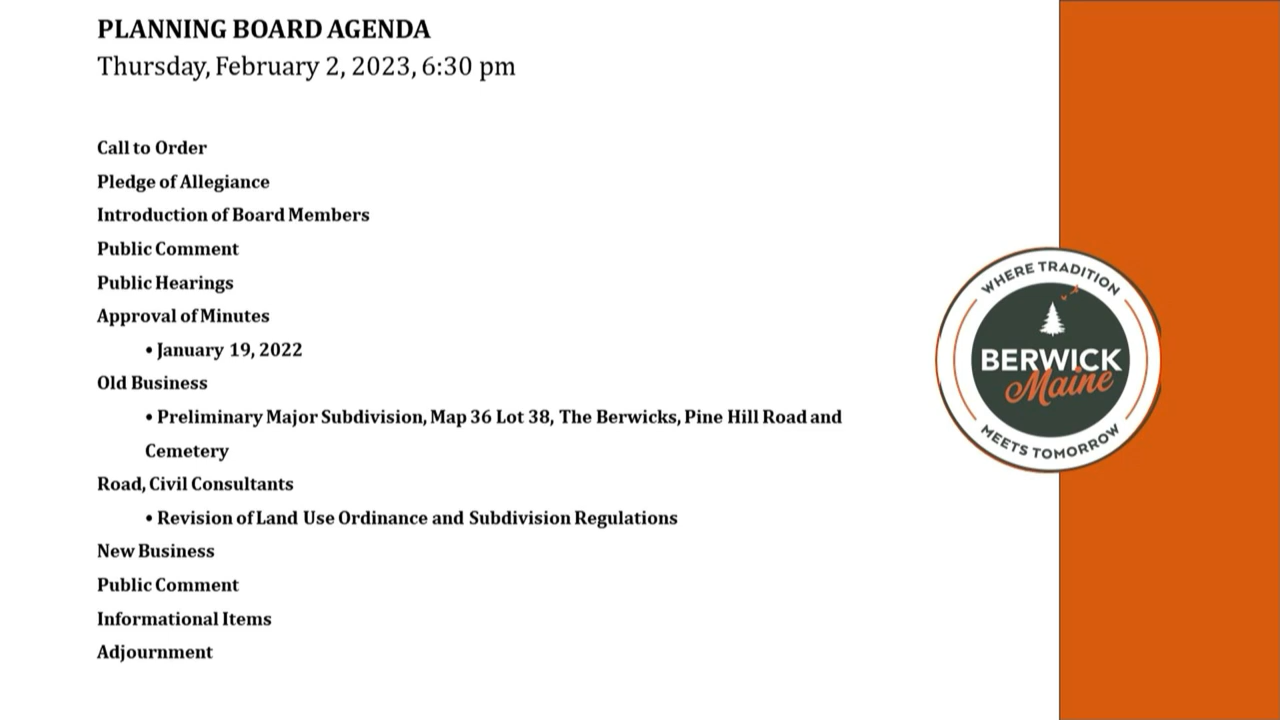 PLANNING BOARD AGENDA
Thursday, February 2, 2023, 6:30 pm
Call to Order
Pledge of Allegiance
Introduction of Board Members
Public Comment
Public Hearings
Approval of Minutes
• January 19, 2022
Old Business
• Preliminary Major Subdivision, Map 36 Lot 38, The Berwicks, Pine Hill Road and
Cemetery
Road, Civil Consultants
• Revision of Land Use Ordinance and Subdivision Regulations
New Business
Public Comment
Informational Items
Adjournment
WHERE TRADITION
BERWICK
Maine
MEETS TOMORROW